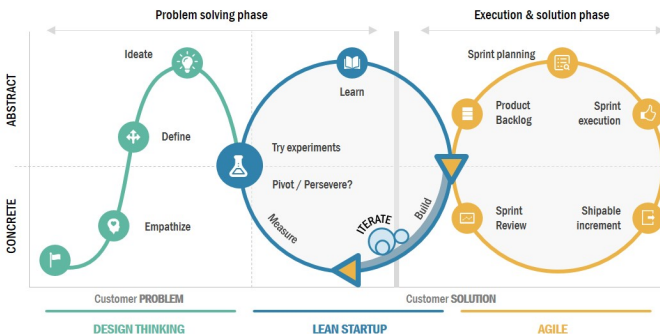 Problem solving phase
Execution & solution phase
ABSTRACT
CONCRETE
Ideate
Define
Empathize
Learn
Try experiments
Pivot / Persevere?
Measure
ITERATE
Build
Sprint planning
Product
Backlog
Sprint
execution
Sprint
Review
Shipable
increment
Customer PROBLEM
Customer SOLUTION
DESIGN THINKING
LEAN STARTUP
AGILE